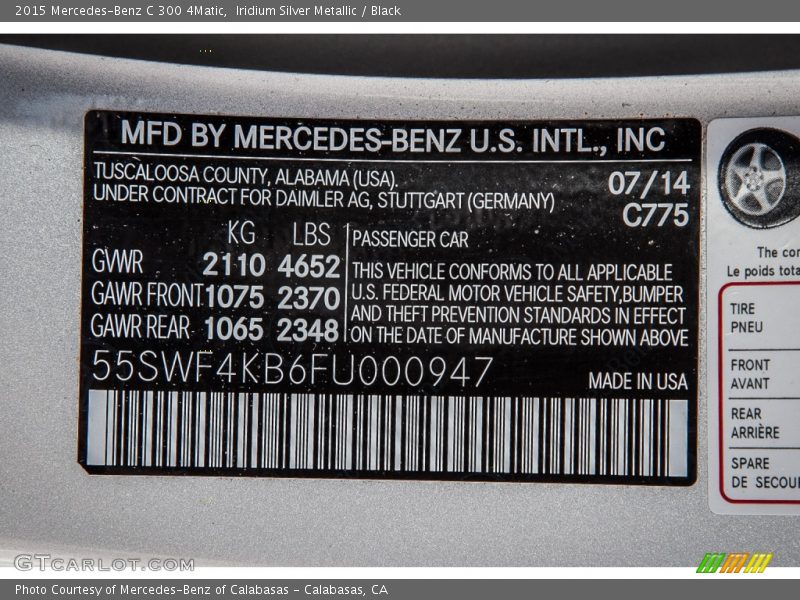 2015 Mercedes-Benz C 300 4Matic, Iridium Silver Metallic / Black
MFD BY MERCEDES-BENZ U.S. INTL., INC
TUSCALOOSA COUNTY, ALABAMA (USA).
UNDER CONTRACT FOR DAIMLER AG, STUTTGART (GERMANY)
07/14
C775
KG LBS
GWR 2110 4652
GAWR FRONT 1075 2370
GAWR REAR 1065 2348
PASSENGER CAR
THIS VEHICLE CONFORMS TO ALL APPLICABLE
U.S. FEDERAL MOTOR VEHICLE SAFETY,BUMPER
AND THEFT PREVENTION STANDARDS IN EFFECT
ON THE DATE OF MANUFACTURE SHOWN ABOVE
55SWF4KB6FU000947
MADE IN USA
The
Le poids
TIRE
PNEU
FRONT
AVANT
REAR
ARRIÈRE
SPARE
DE
GTCARLOT.COM
Photo Courtesy of Mercedes-Benz of Calabasas - Calabasas, CA